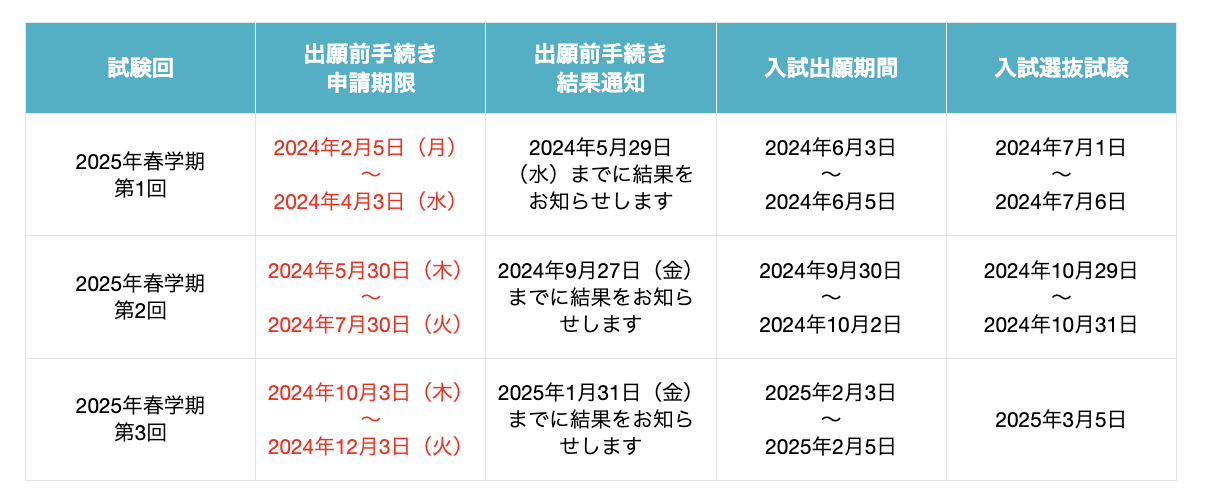 試験回
出願前手続き
申請期限
出願前手続き
結果通知
入試出願期間
入試選抜試験
2025年春学期
第1回
2024年2月5日（月）
～
2024年4月3日（水）
2024年5月29日
（水）までに結果を
お知らせします
2024年6月3日
～
2024年6月5日
2024年7月1日
～
2024年7月6日
2025年春学期
第2回
2024年5月30日（木）
～
2024年7月30日（火）
2024年9月27日（金）
までに結果をお知ら
せします
2024年9月30日
～
2024年10月2日
2024年10月29日
～
2024年10月31日
2025年春学期
第3回
2024年10月3日（木）
～
2024年12月3日（火）
2025年1月31日（金）
までに結果をお知ら
せします
2025年2月3日
～
2025年2月5日
2025年3月5日